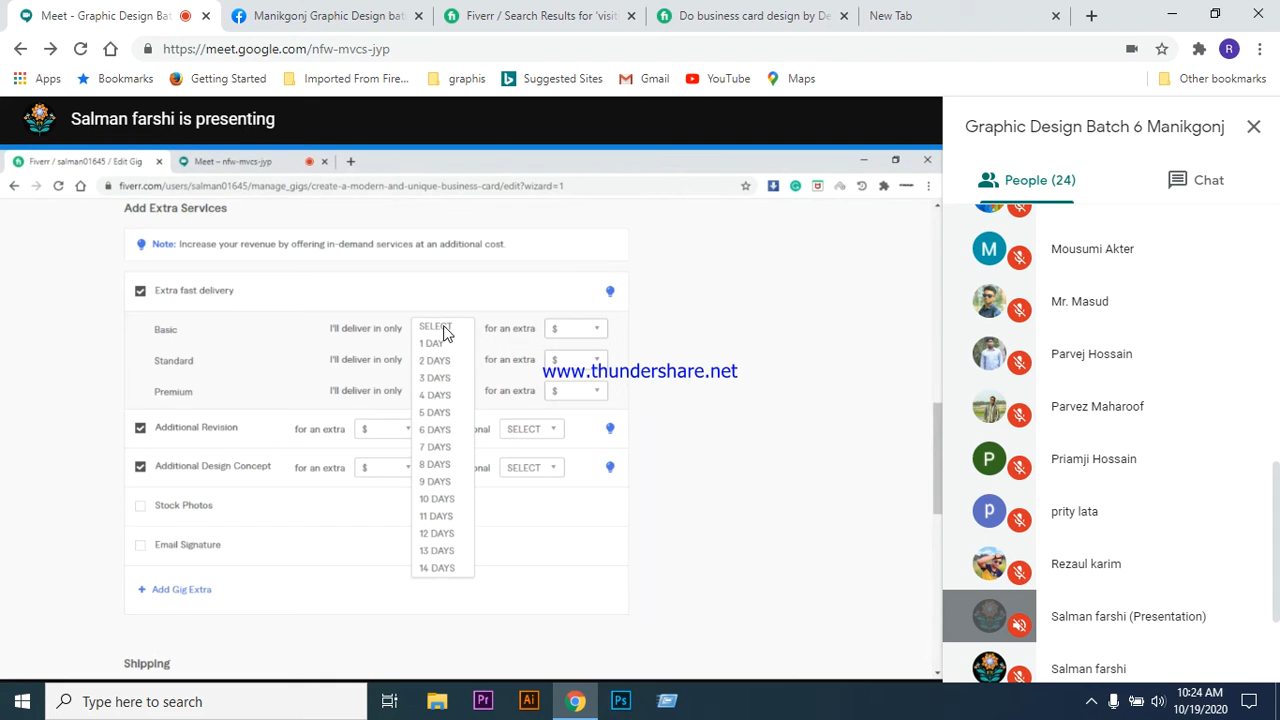 Meet - Graphic Design Bat
Manikgonj Graphic Design bat
Fiverr / Search Results for 'visit
Do business card design by De
New Tab
https://meet.google.com/nfw-mvcs-jyp
R
Apps
Bookmarks
Getting Started
Imported From Fire...
graphis
Suggested Sites
Gmail
YouTube
Maps
Other bookmarks
Salman farshi is presenting
Fiverr / salman01645 / Edit Gig
Meet – nfw-mvcs-jyp
fiverr.com/users/salman01645/manage_gigs/create-a-modern-and-unique-business-card/edit?wizard=1
Add Extra Services
Note: Increase your revenue by offering in-demand services at an additional cost.
Extra fast delivery
Basic I'll deliver in only for an extra $
Standard I'll deliver in only for an extra $
Premium I'll deliver in only for an extra $
SELECT
1 DAY
2 DAYS
3 DAYS
4 DAYS
5 DAYS
6 DAYS
7 DAYS
8 DAYS
9 DAYS
10 DAYS
11 DAYS
12 DAYS
13 DAYS
14 DAYS
www.thundershare.net
Additional Revision for an extra $ onal SELECT
Additional Design Concept for an extra $ onal SELECT
Stock Photos
Email Signature
+ Add Gig Extra
Shipping
Graphic Design Batch 6 Manikgonj
People (24)
Chat
M Mousumi Akter
Mr. Masud
Parvej Hossain
Parvez Maharoof
P Priamji Hossain
p prity lata
Rezaul karim
Salman farshi (Presentation)
Salman farshi
Type here to search
Pr
Ai
Ps
10:24 AM
10/19/2020